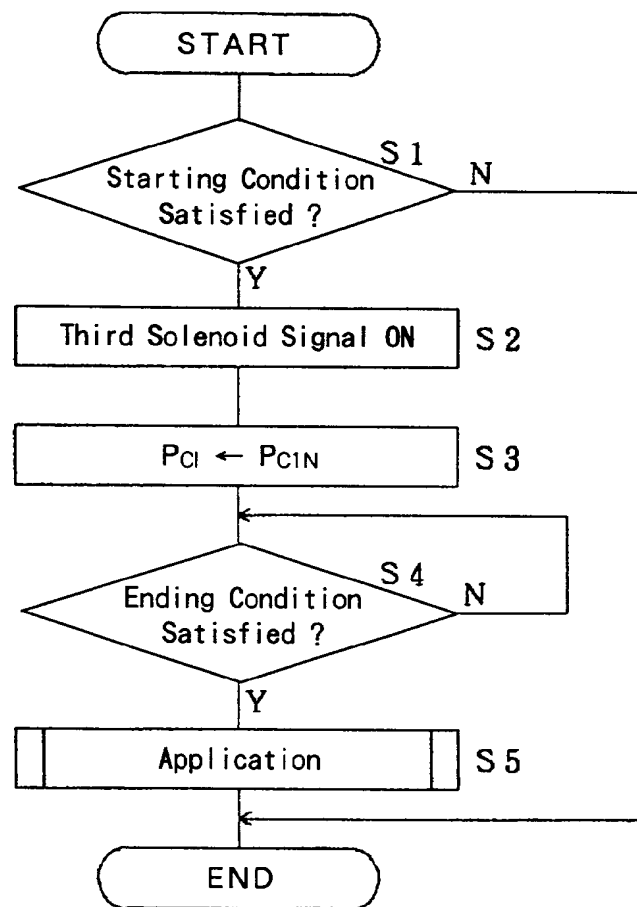 START
S1
Starting Condition
Satisfied ?
N
Y
Third Solenoid Signal ON
S2
PCI ← PC1N
S3
S4
Ending Condition
Satisfied ?
N
Y
Application
S5
END